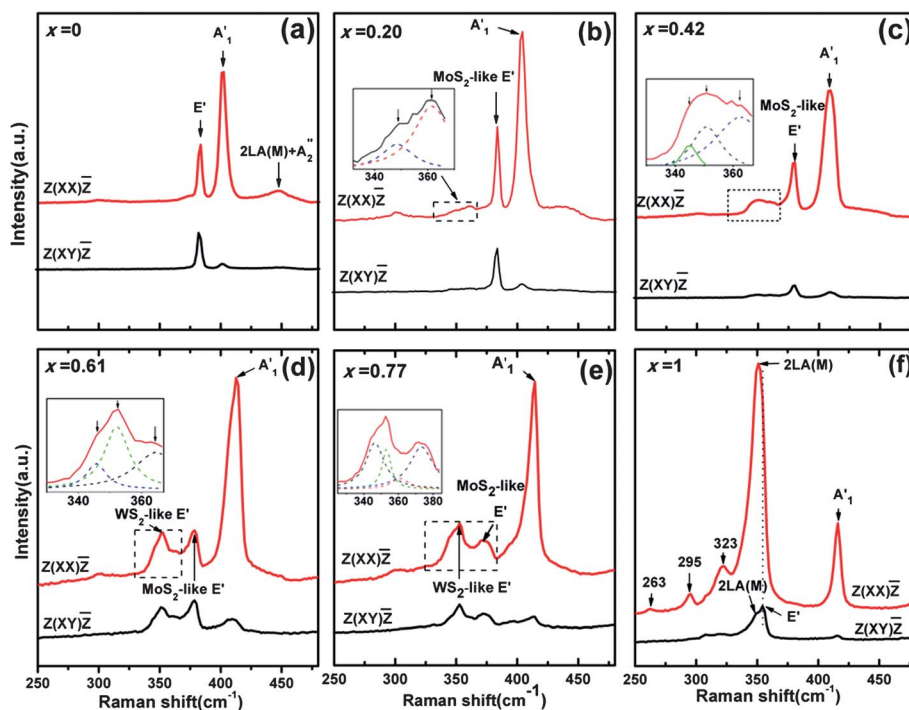 x=0
(a)
A'₁
E'
2LA(M)+A₂''
Z(XX)Z̅
Z(XY)Z̅
Intensity(a.u.)
x=0.20
(b)
A'₁
MoS₂-like E'
340 360
Z(XX)Z̅
Z(XY)Z̅
x=0.42
(c)
A'₁
MoS₂-like
E'
340 360
Z(XX)Z̅
Z(XY)Z̅
x=0.61
(d)
A'₁
340 360
WS₂-like E'
Z(XX)Z̅
MoS₂-like E'
Z(XY)Z̅
Intensity(a.u.)
250 300 350 400 450
Raman shift(cm⁻¹)
x=0.77
(e)
A'₁
340 360 380
MoS₂-like
E'
Z(XX)Z̅
WS₂-like E'
Z(XY)Z̅
250 300 350 400 450
Raman shift(cm⁻¹)
x=1
(f)
2LA(M)
A'₁
263 295 323
Z(XX)Z̅
2LA(M)
E'
Z(XY)Z̅
250 300 350 400 450
Raman shift(cm⁻¹)